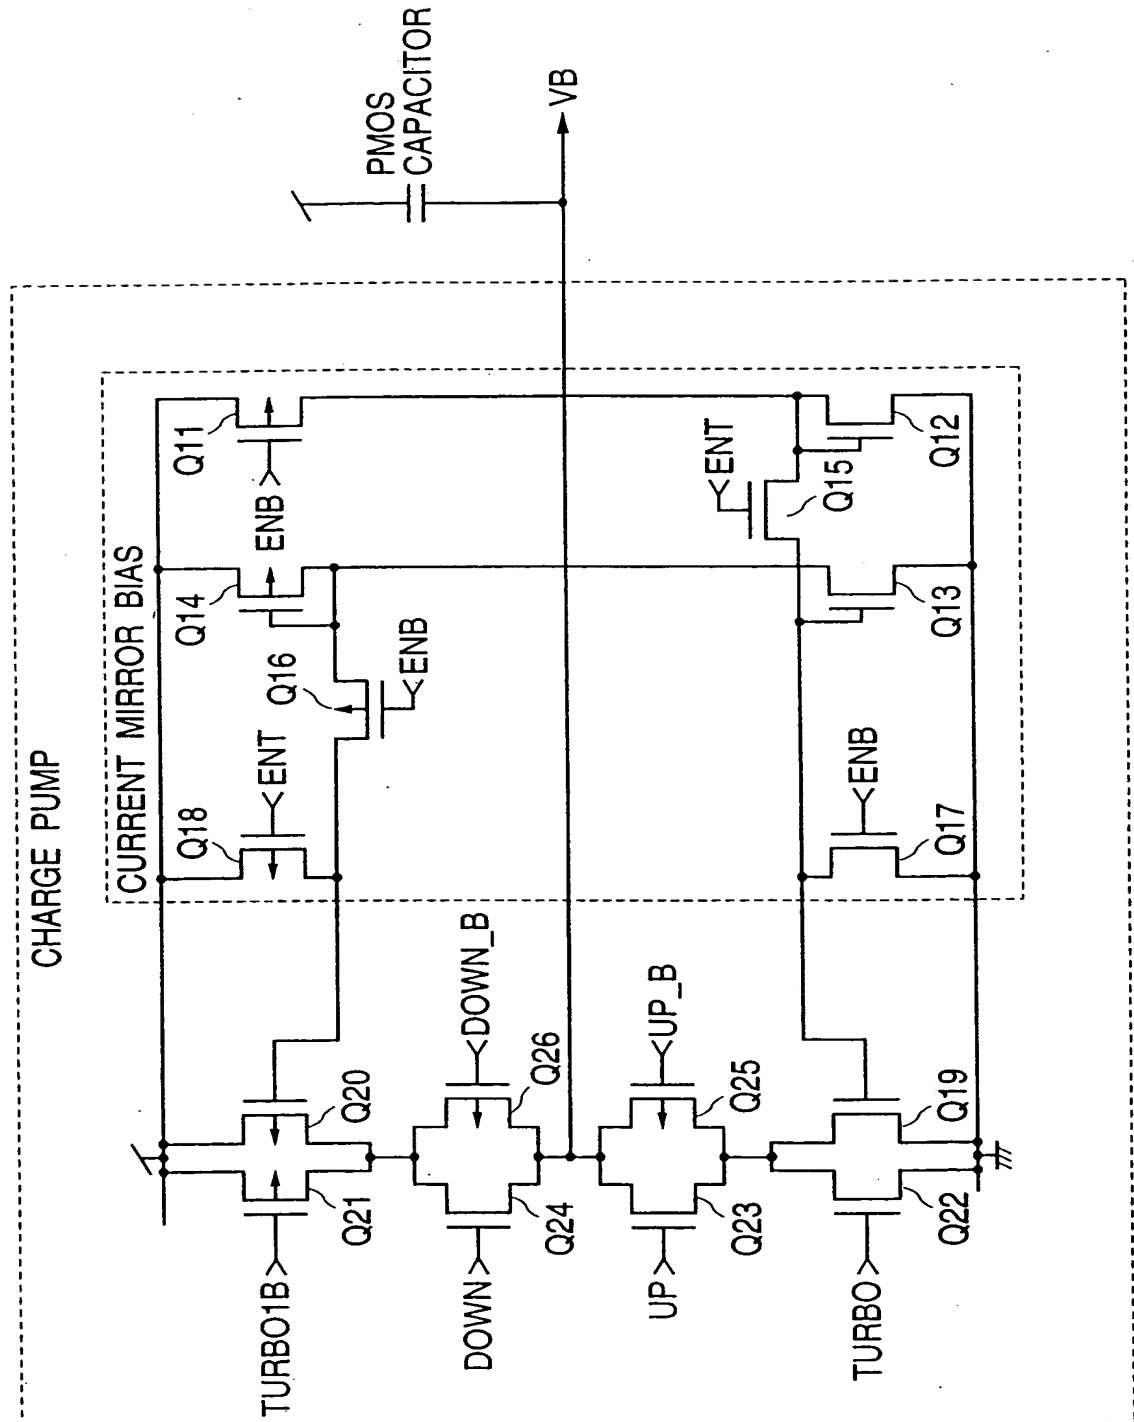 CHARGE PUMP
CURRENT MIRROR BIAS
PMOS
CAPACITOR
VB
TURBO1B
Q21
Q20
Q18
ENT
Q16
ENB
Q14
ENB
Q11
DOWN
Q24
Q26
DOWN_B
UP
Q23
Q25
UP_B
TURBO
Q22
Q19
Q17
ENB
Q13
Q15
ENT
Q12